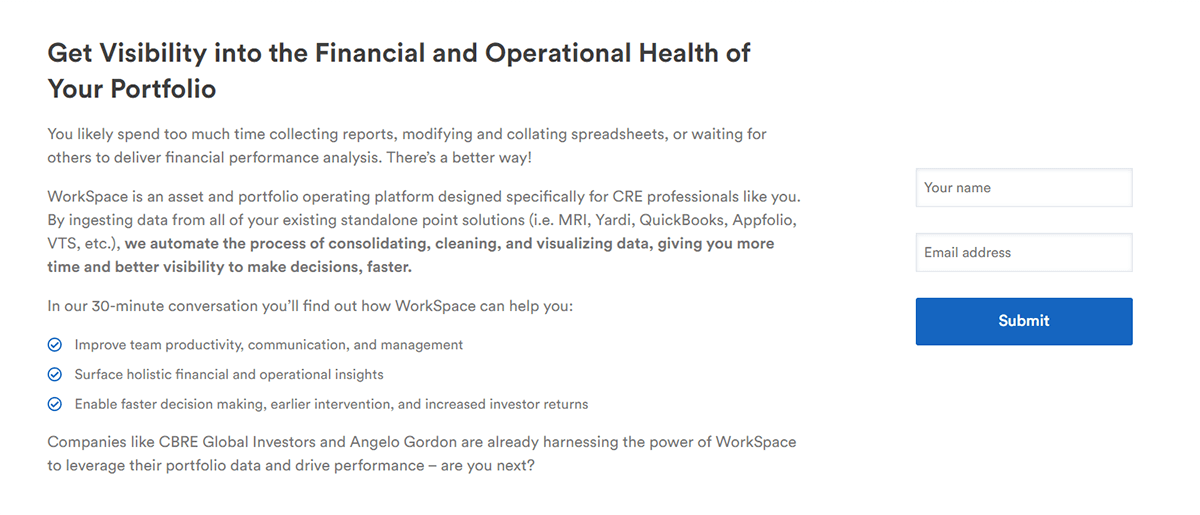 Get Visibility into the Financial and Operational Health of
Your Portfolio
You likely spend too much time collecting reports, modifying and collating spreadsheets, or waiting for
others to deliver financial performance analysis. There’s a better way!
WorkSpace is an asset and portfolio operating platform designed specifically for CRE professionals like you.
By ingesting data from all of your existing standalone point solutions (i.e. MRI, Yardi, QuickBooks, Appfolio,
VTS, etc.), we automate the process of consolidating, cleaning, and visualizing data, giving you more
time and better visibility to make decisions, faster.
In our 30-minute conversation you’ll find out how WorkSpace can help you:
Improve team productivity, communication, and management
Surface holistic financial and operational insights
Enable faster decision making, earlier intervention, and increased investor returns
Companies like CBRE Global Investors and Angelo Gordon are already harnessing the power of WorkSpace
to leverage their portfolio data and drive performance – are you next?
Your name
Email address
Submit